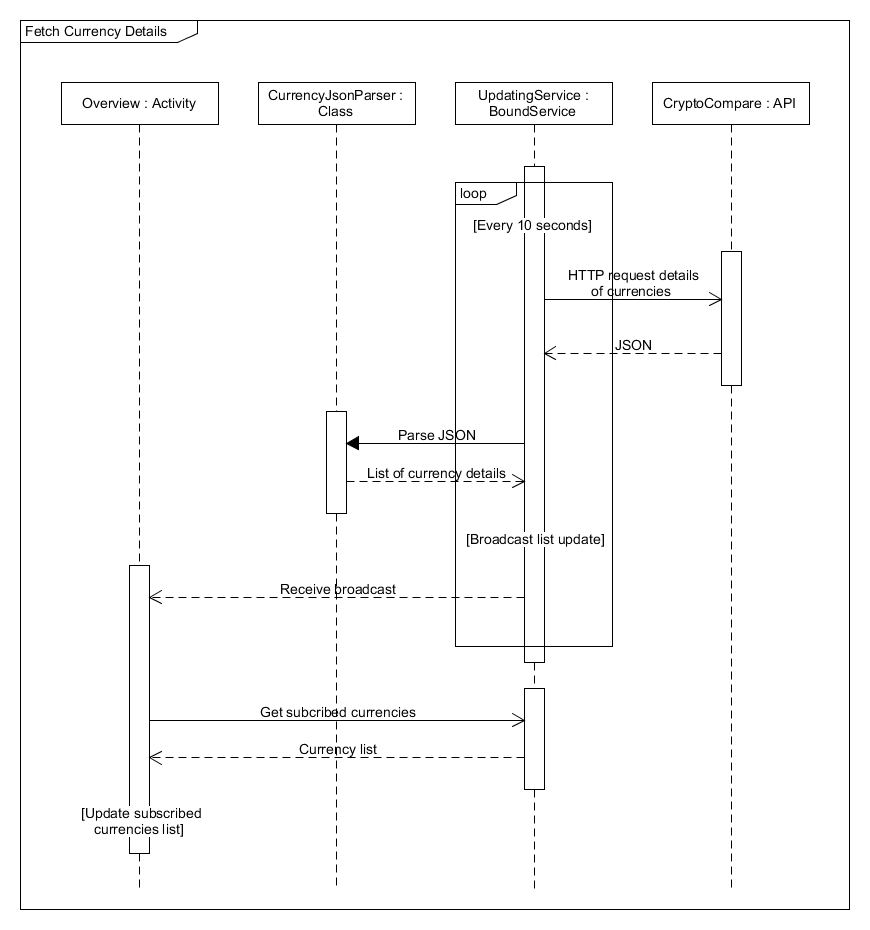 Fetch Currency Details
Overview : Activity
CurrencyJsonParser :
Class
UpdatingService :
BoundService
CryptoCompare : API
loop
[Every 10 seconds]
HTTP request details
of currencies
JSON
Parse JSON
List of currency details
[Broadcast list update]
Receive broadcast
Get subcribed currencies
Currency list
[Update subscribed
currencies list]